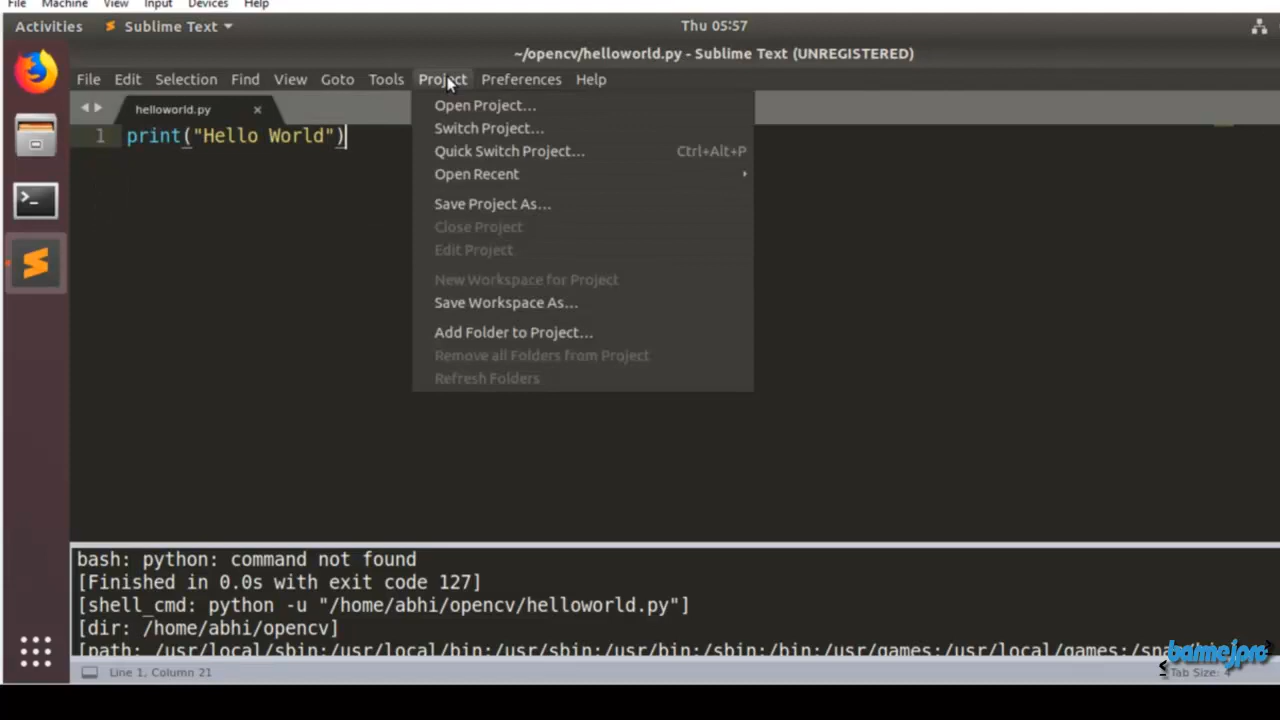 File Machine View Input Devices Help
Activities Sublime Text Thu 05:57
~/opencv/helloworld.py - Sublime Text (UNREGISTERED)
File Edit Selection Find View Goto Tools Project Preferences Help
helloworld.py ×
1 print("Hello World")
Open Project...
Switch Project...
Quick Switch Project... Ctrl+Alt+P
Open Recent
Save Project As...
Close Project
Edit Project
New Workspace for Project
Save Workspace As...
Add Folder to Project...
Remove all Folders from Project
Refresh Folders
bash: python: command not found
[Finished in 0.0s with exit code 127]
[shell_cmd: python -u "/home/abhi/opencv/helloworld.py"]
[dir: /home/abhi/opencv]
[path: /usr/local/sbin:/usr/local/bin:/usr/sbin:/usr/bin:/sbin:/bin:/usr/games:/usr/local/games:/snap/bin
Line 1, Column 21 Tab Size: 4